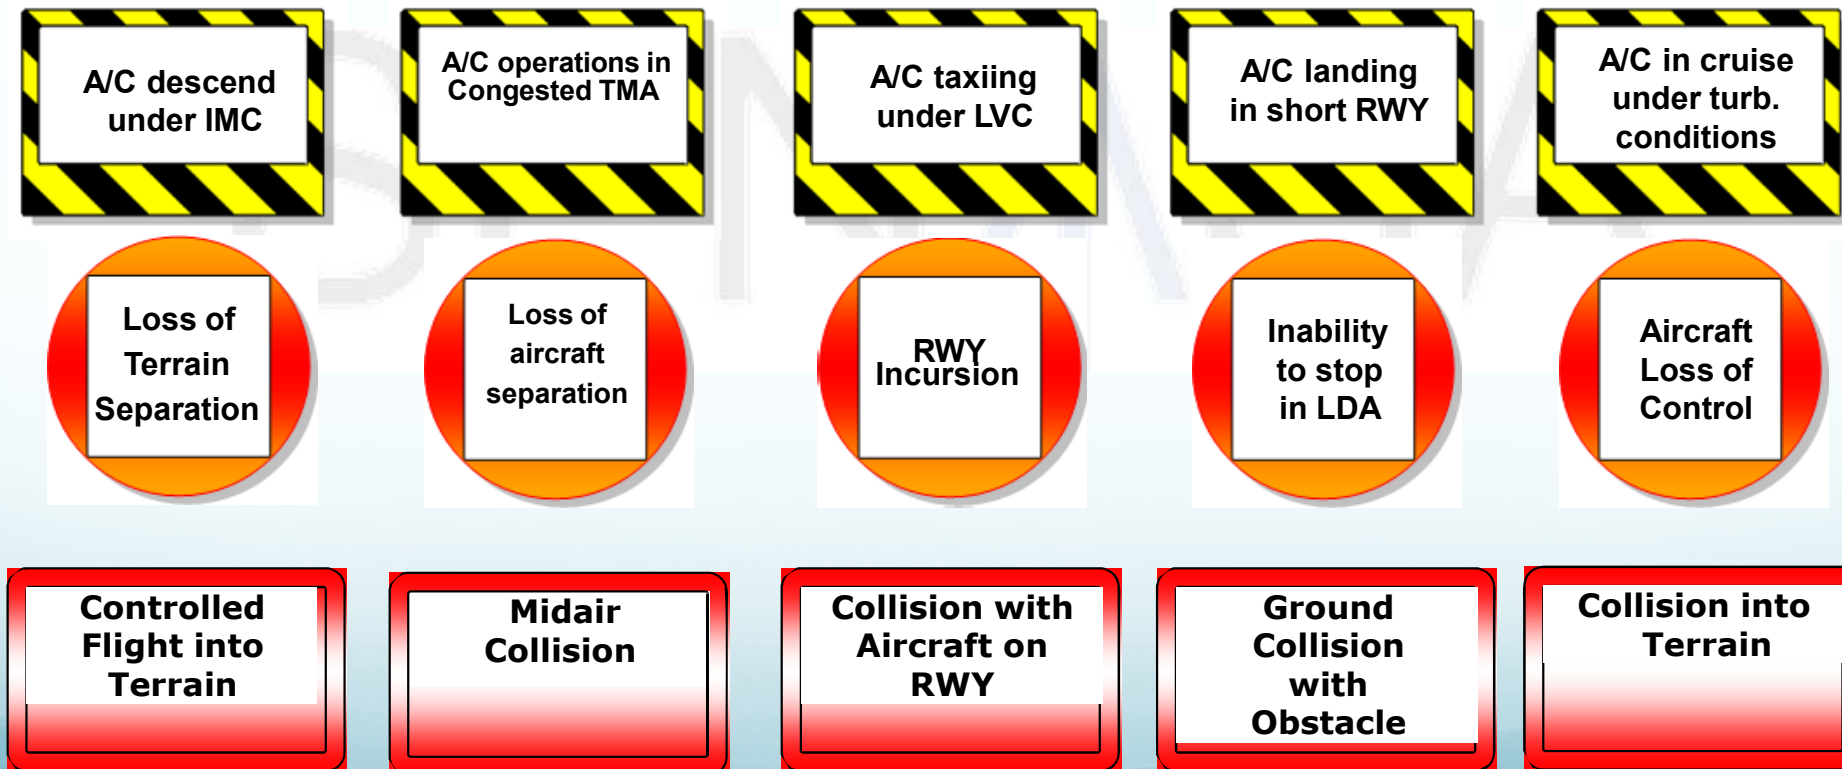 A/C descend
under IMC
A/C operations in
Congested TMA
A/C taxiing
under LVC
A/C landing
in short RWY
A/C in cruise
under turb.
conditions
Loss of
Terrain
Separation
Loss of
aircraft
separation
RWY
Incursion
Inability
to stop
in LDA
Aircraft
Loss of
Control
Controlled
Flight into
Terrain
Midair
Collision
Collision with
Aircraft on
RWY
Ground
Collision
with
Obstacle
Collision into
Terrain